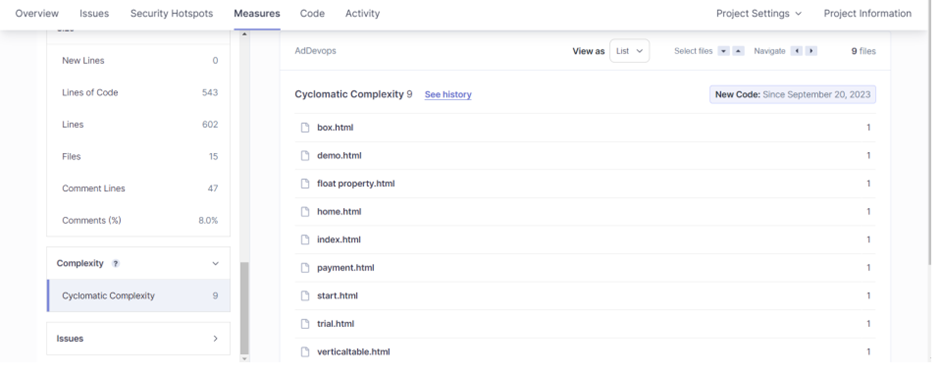 Overview Issues Security Hotspots Measures Code Activity Project Settings Project Information
New Lines 0
Lines of Code 543
Lines 602
Files 15
Comment Lines 47
Comments (%) 8.0%
Complexity ?
Cyclomatic Complexity 9
Issues
AdDevops View as List Select files Navigate 9 files
Cyclomatic Complexity 9 See history New Code: Since September 20, 2023
box.html 1
demo.html 1
float property.html 1
home.html 1
index.html 1
payment.html 1
start.html 1
trial.html 1
verticaltable.html 1